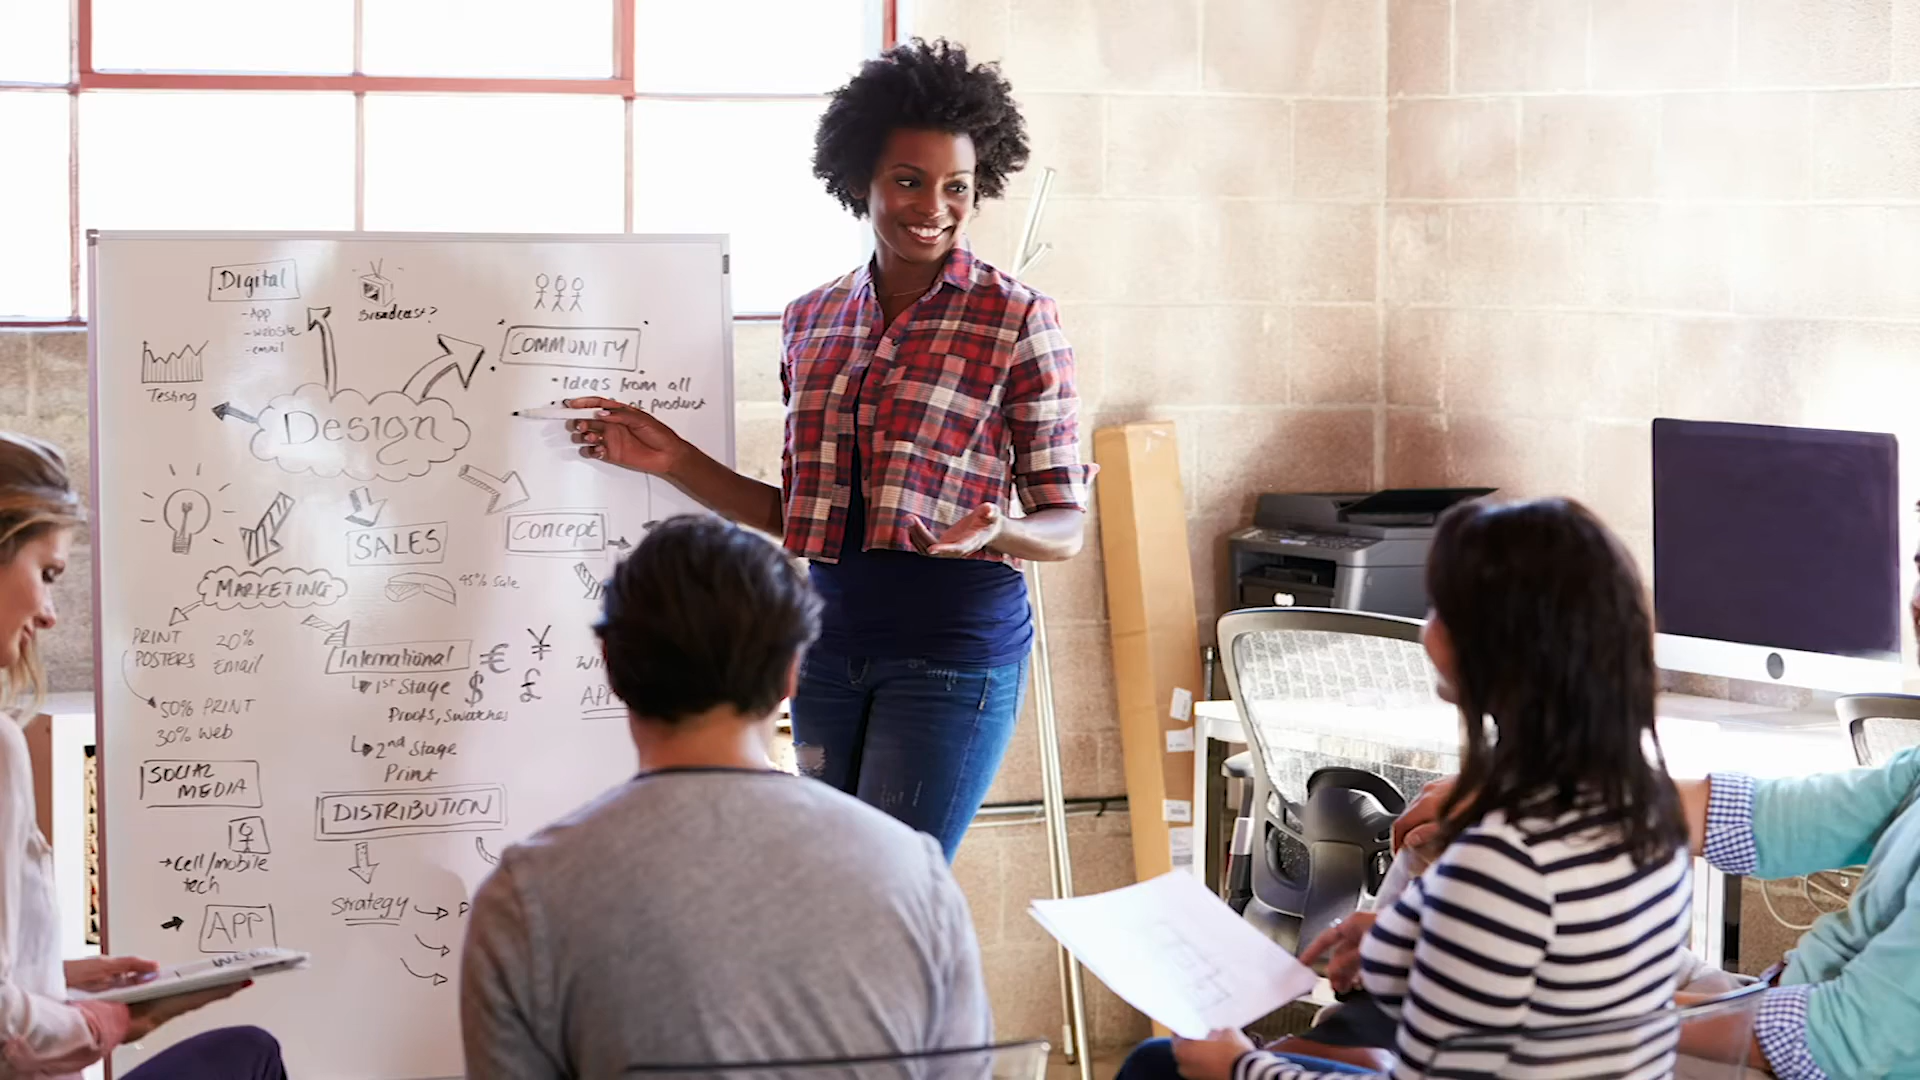 Digital
- App
- website
- email
Broadcast?
COMMUNITY
• Ideas from all
of product
Testing
Design
SALES
45% Sale
Concept
MARKETING
PRINT
POSTERS
20%
Email
50% PRINT
30% Web
International
1st Stage
Proofs, Swatches
2nd Stage
Print
€ ¥
$ £
SOCIAL
MEDIA
cell/mobile
tech
APP
DISTRIBUTION
Strategy